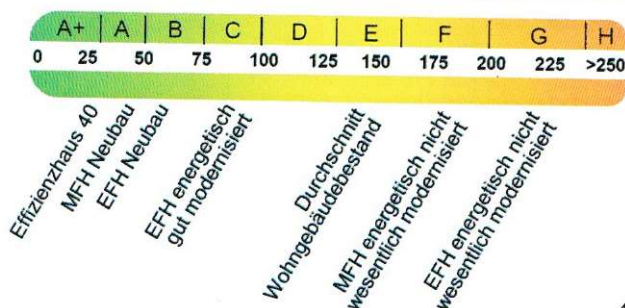 A+ A B C D E F G H
0 25 50 75 100 125 150 175 200 225 >250
Effizienzhaus 40
MFH Neubau
EFH Neubau
EFH energetisch
gut modernisiert
Durchschnitt
Wohngebäudebestand
MFH energetisch nicht
wesentlich modernisiert
EFH energetisch nicht
wesentlich modernisiert